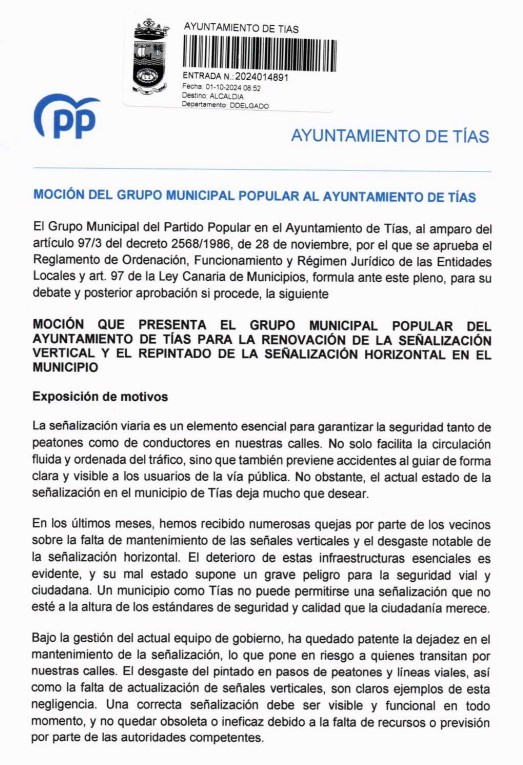 AYUNTAMIENTO DE TIAS
ENTRADA N.:2024014891
Fecha: 01-10-2024 08:52
Destino: ALCALDIA
Departamento: DDELGADO
pp
AYUNTAMIENTO DE TÍAS
MOCIÓN DEL GRUPO MUNICIPAL POPULAR AL AYUNTAMIENTO DE TÍAS
El Grupo Municipal del Partido Popular en el Ayuntamiento de Tías, al amparo del
artículo 97/3 del decreto 2568/1986, de 28 de noviembre, por el que se aprueba el
Reglamento de Ordenación, Funcionamiento y Régimen Jurídico de las Entidades
Locales y art. 97 de la Ley Canaria de Municipios, formula ante este pleno, para su
debate y posterior aprobación si procede, la siguiente
MOCIÓN QUE PRESENTA EL GRUPO MUNICIPAL POPULAR DEL
AYUNTAMIENTO DE TÍAS PARA LA RENOVACIÓN DE LA SEÑALIZACIÓN
VERTICAL Y EL REPINTADO DE LA SEÑALIZACIÓN HORIZONTAL EN EL
MUNICIPIO
Exposición de motivos
La señalización viaria es un elemento esencial para garantizar la seguridad tanto de
peatones como de conductores en nuestras calles. No solo facilita la circulación
fluida y ordenada del tráfico, sino que también previene accidentes al guiar de forma
clara y visible a los usuarios de la vía pública. No obstante, el actual estado de la
señalización en el municipio de Tías deja mucho que desear.
En los últimos meses, hemos recibido numerosas quejas por parte de los vecinos
sobre la falta de mantenimiento de las señales verticales y el desgaste notable de
la señalización horizontal. El deterioro de estas infraestructuras esenciales es
evidente, y su mal estado supone un grave peligro para la seguridad vial y
ciudadana. Un municipio como Tías no puede permitirse una señalización que no
esté a la altura de los estándares de seguridad y calidad que la ciudadanía merece.
Bajo la gestión del actual equipo de gobierno, ha quedado patente la dejadez en el
mantenimiento de la señalización, lo que pone en riesgo a quienes transitan por
nuestras calles. El desgaste del pintado en pasos de peatones y líneas viales, así
como la falta de actualización de señales verticales, son claros ejemplos de esta
negligencia. Una correcta señalización debe ser visible y funcional en todo
momento, y no quedar obsoleta o ineficaz debido a la falta de recursos o previsión
por parte de las autoridades competentes.